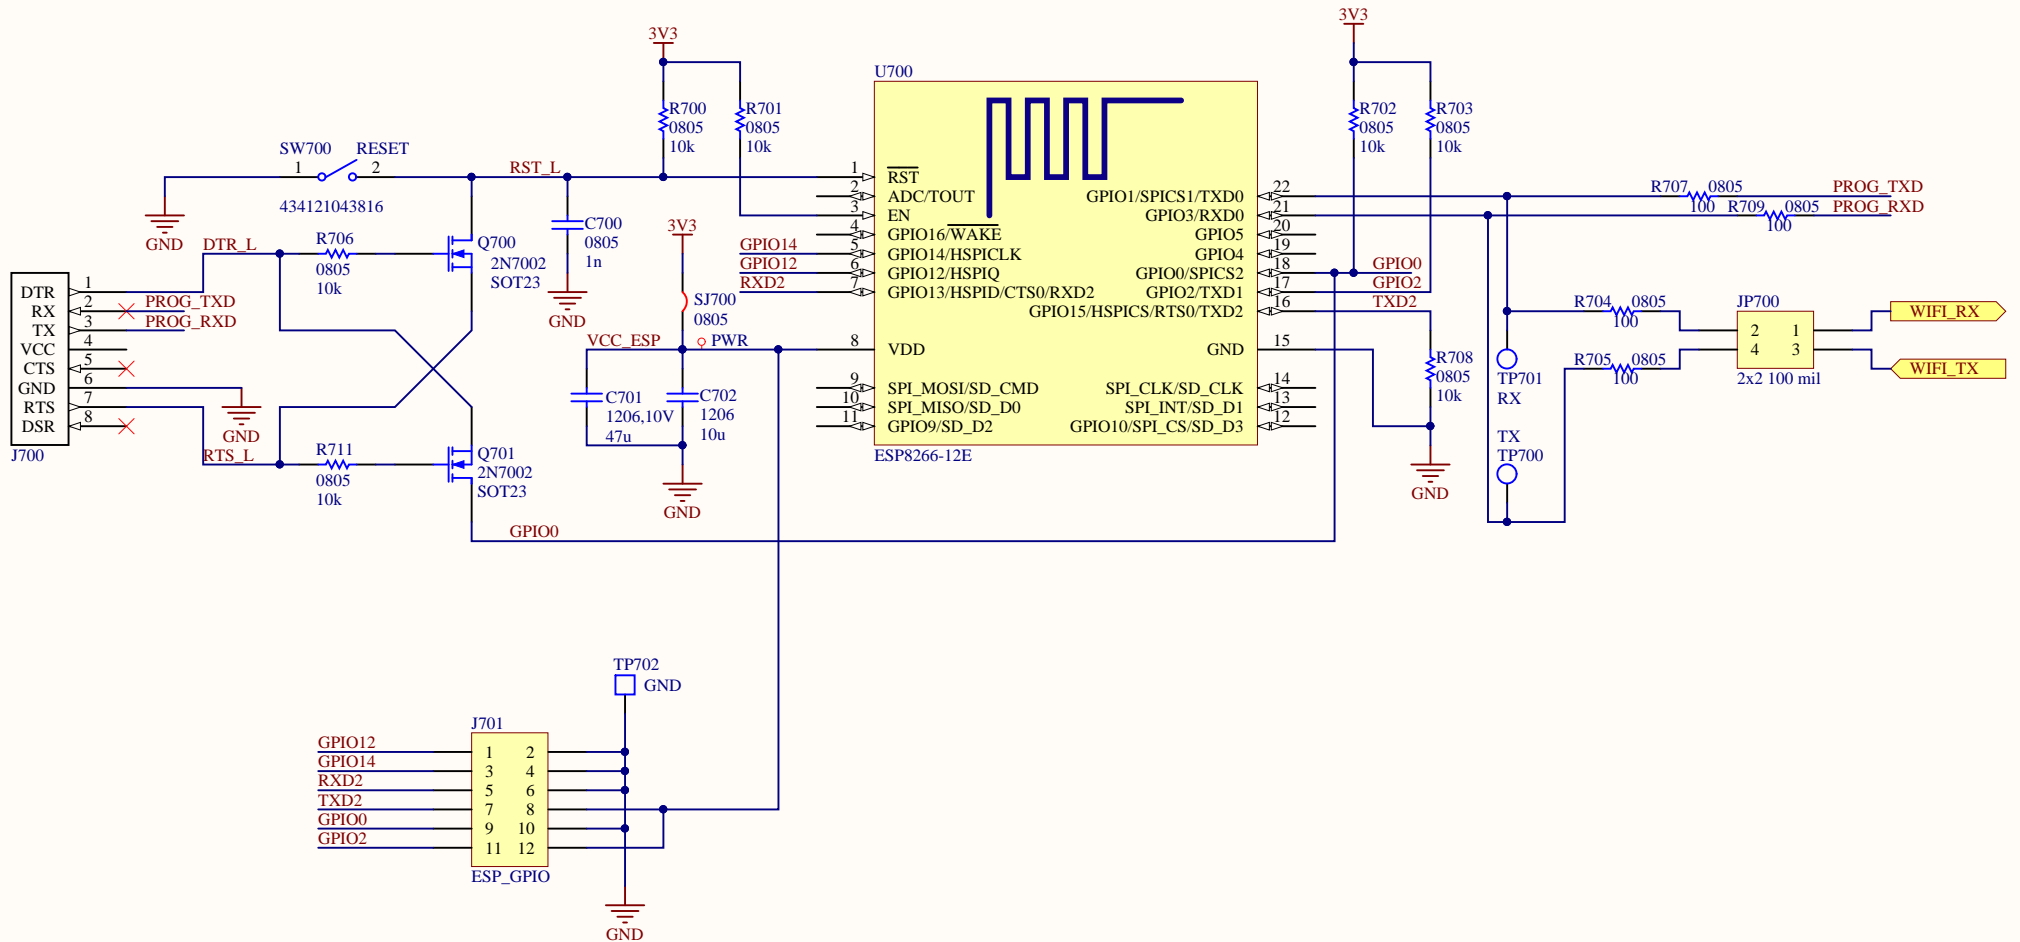 3V3
R700
0805
10k
R701
0805
10k
SW700 RESET
1 2
434121043816
GND
RST_L
C700
0805
1n
GND
DTR_L
R706
0805
10k
Q700
2N7002
SOT23
DTR 1
RX 2
TX 3
VCC 4
CTS 5
GND 6
RTS 7
DSR 8
J700
PROG_TXD
PROG_RXD
GND
RTS_L
R711
0805
10k
Q701
2N7002
SOT23
GPIO0
3V3
SJ700
0805
VCC_ESP
PWR
C701
1206,10V
47u
C702
1206
10u
GND
GPIO14
GPIO12
RXD2
U700
1 RST
2 ADC/TOUT
3 EN
4 GPIO16/WAKE
5 GPIO14/HSPICLK
6 GPIO12/HSPIQ
7 GPIO13/HSPID/CTS0/RXD2
8 VDD
9 SPI_MOSI/SD_CMD
10 SPI_MISO/SD_D0
11 GPIO9/SD_D2
GPIO1/SPICS1/TXD0 22
GPIO3/RXD0 21
GPIO5 20
GPIO4 19
GPIO0/SPICS2 18
GPIO2/TXD1 17
GPIO15/HSPICS/RTS0/TXD2 16
GND 15
SPI_CLK/SD_CLK 14
SPI_INT/SD_D1 13
GPIO10/SPI_CS/SD_D3 12
ESP8266-12E
3V3
R702
0805
10k
R703
0805
10k
GPIO0
GPIO2
TXD2
R708
0805
10k
GND
R707 0805
100
PROG_TXD
R709 0805
100
PROG_RXD
R704 0805
100
R705 0805
100
TP701
RX
TX
TP700
JP700
2 1
4 3
2x2 100 mil
WIFI_RX
WIFI_TX
TP702
GND
J701
GPIO12 1 2
GPIO14 3 4
RXD2 5 6
TXD2 7 8
GPIO0 9 10
GPIO2 11 12
ESP_GPIO
GND